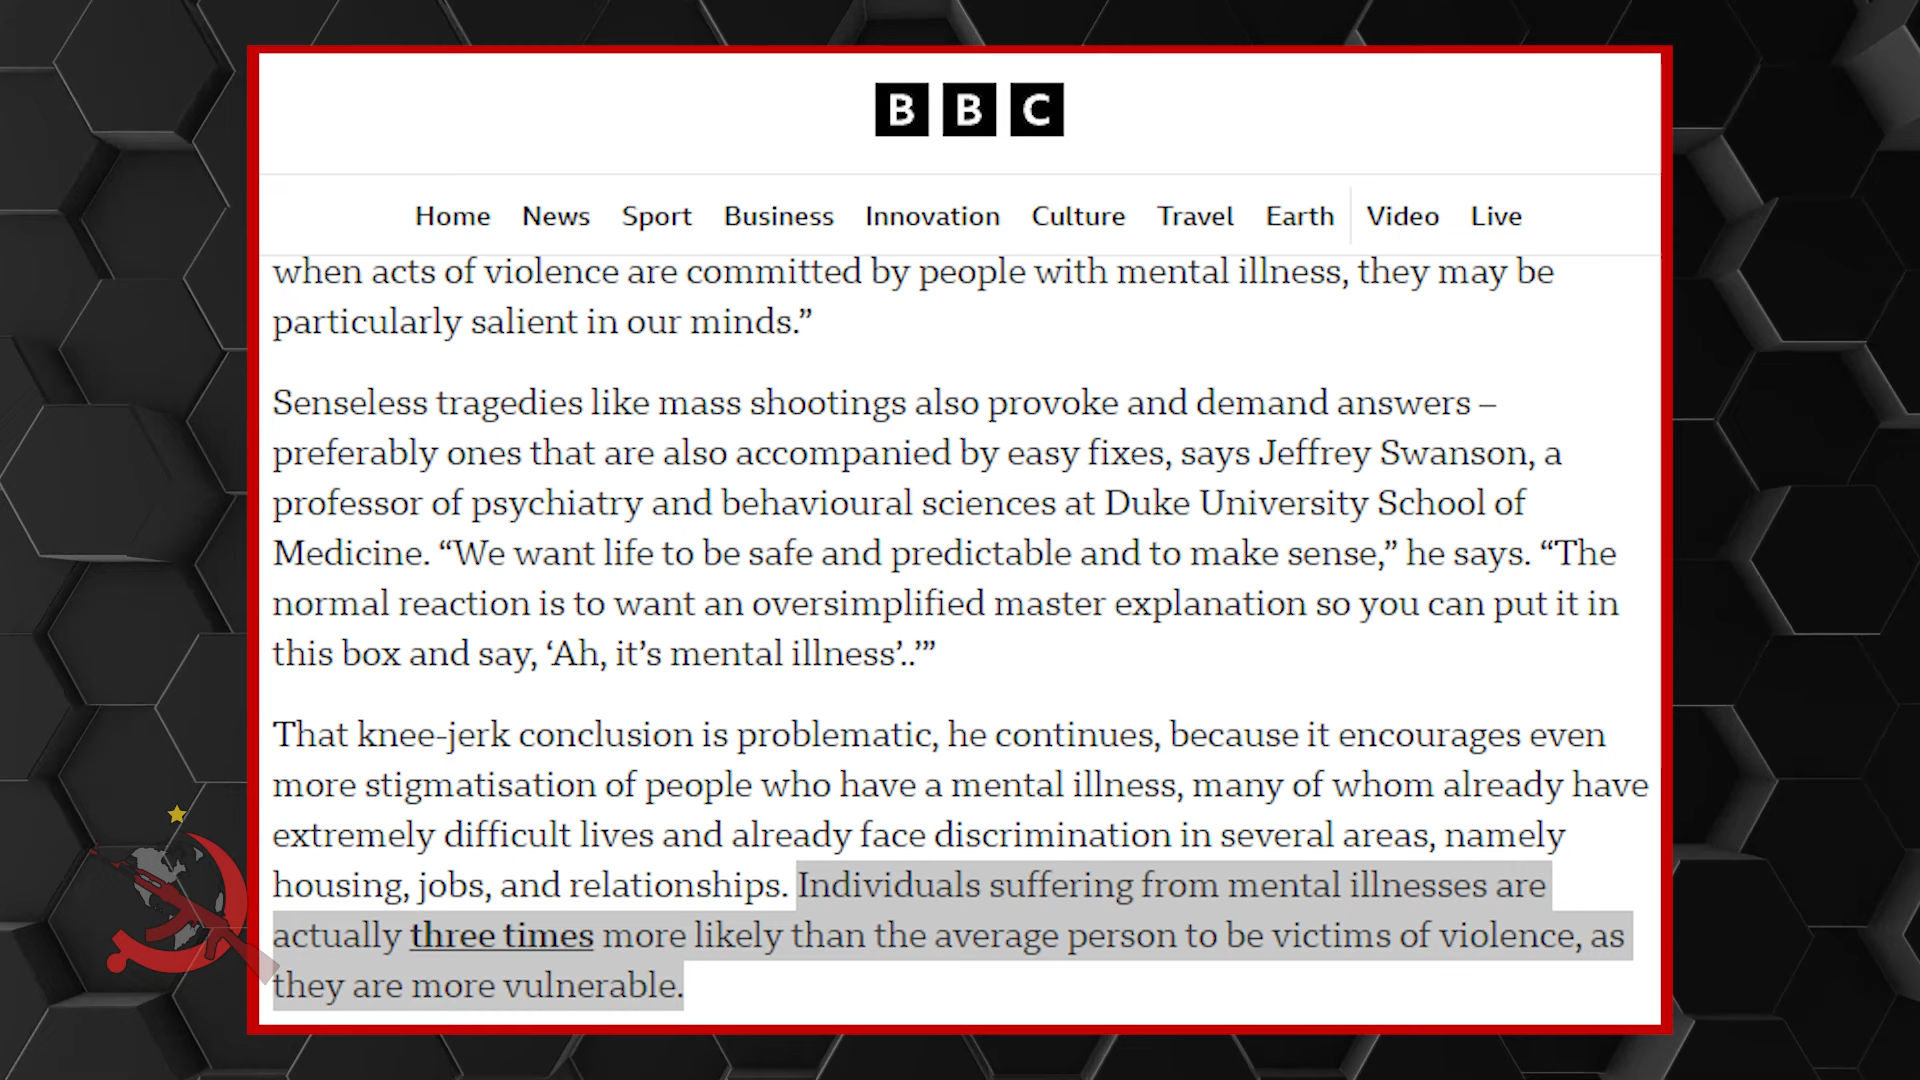 BBC
Home News Sport Business Innovation Culture Travel Earth Video Live
when acts of violence are committed by people with mental illness, they may be
particularly salient in our minds.”
Senseless tragedies like mass shootings also provoke and demand answers –
preferably ones that are also accompanied by easy fixes, says Jeffrey Swanson, a
professor of psychiatry and behavioural sciences at Duke University School of
Medicine. “We want life to be safe and predictable and to make sense,” he says. “The
normal reaction is to want an oversimplified master explanation so you can put it in
this box and say, ‘Ah, it’s mental illness’..’”
That knee-jerk conclusion is problematic, he continues, because it encourages even
more stigmatisation of people who have a mental illness, many of whom already have
extremely difficult lives and already face discrimination in several areas, namely
housing, jobs, and relationships. Individuals suffering from mental illnesses are
actually three times more likely than the average person to be victims of violence, as
they are more vulnerable.